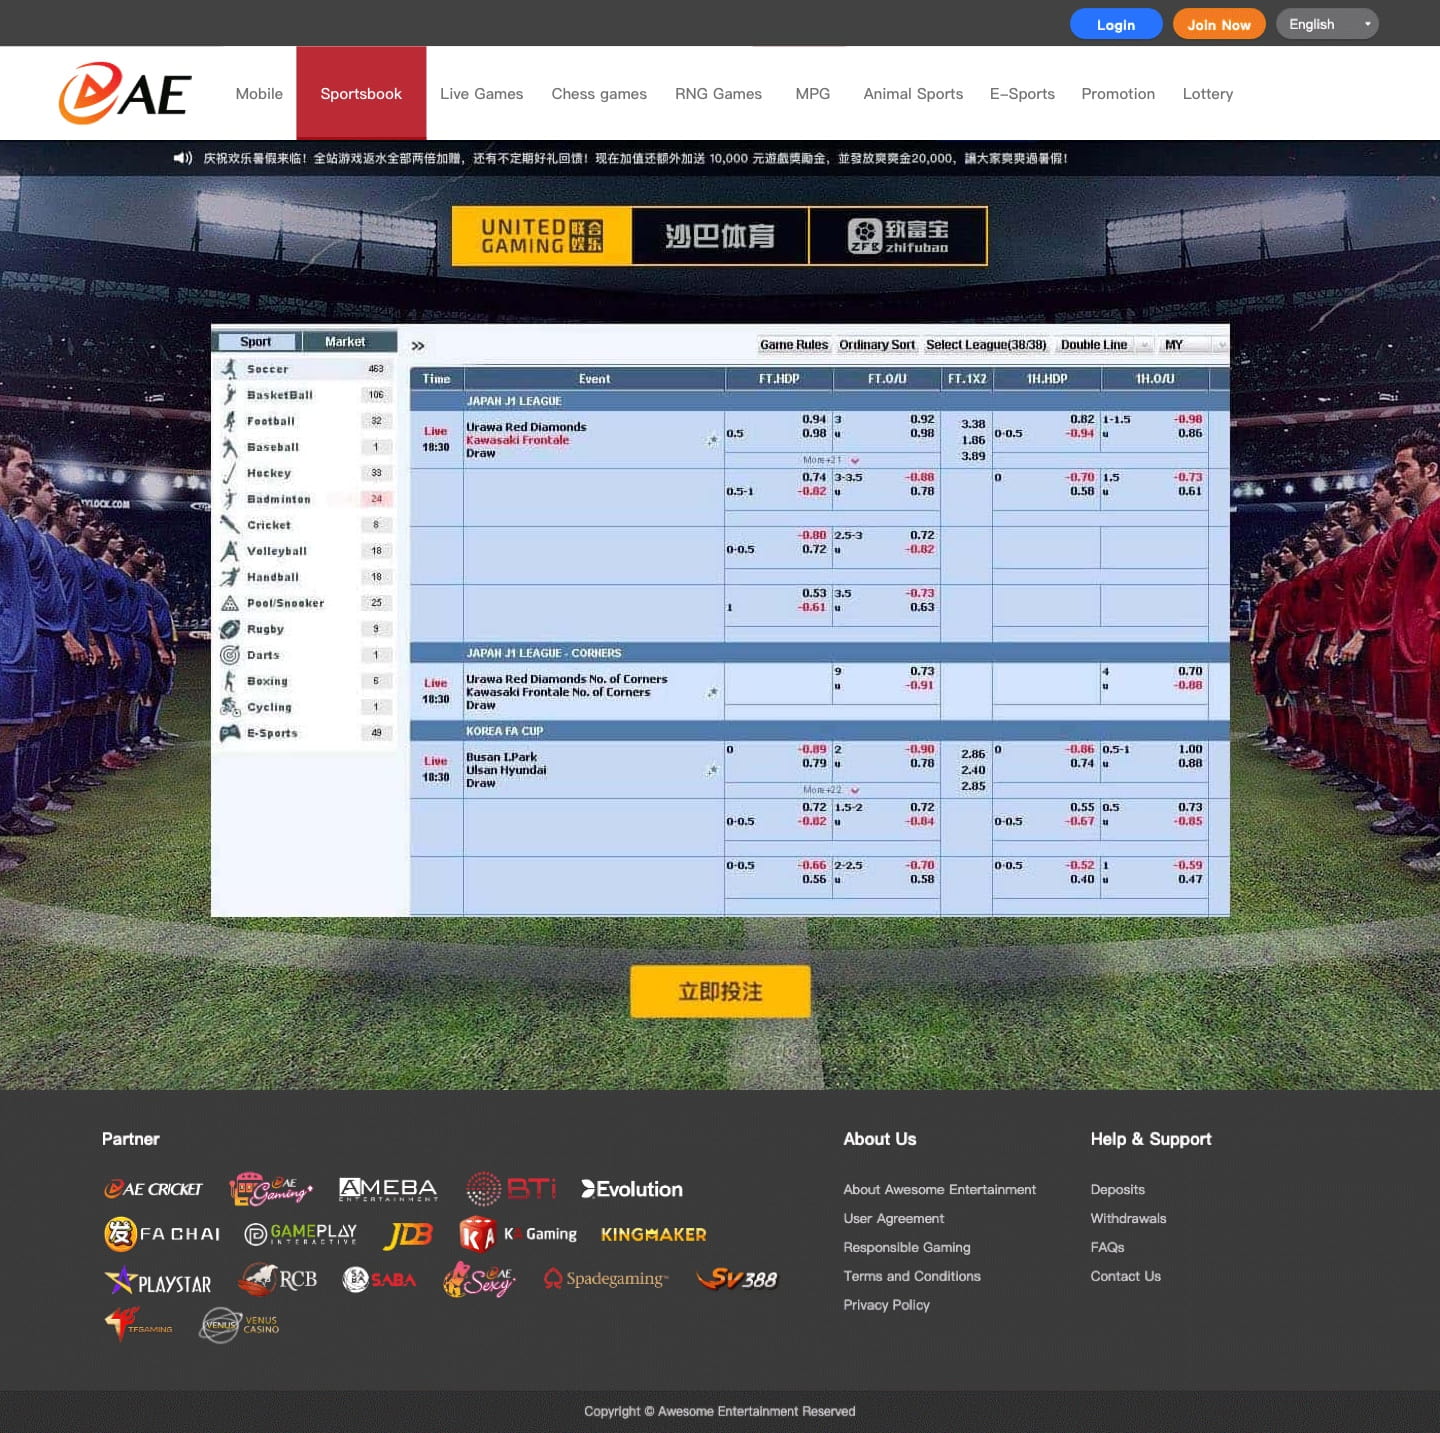 Login Join Now English
AE Mobile Sportsbook Live Games Chess games RNG Games MPG Animal Sports E-Sports Promotion Lottery
庆祝欢乐暑假来临！全站游戏返水全部两倍加赠，还有不定期好礼回馈！现在加值还额外加送 10,000 元遊戲獎勵金，並發放爽爽金20,000，讓大家爽爽過暑假！
UNITED GAMING 联合娱乐 沙巴体育 ZFB 致富宝 zhifubao
Sport Market
Game Rules Ordinary Sort Select League(38/38) Double Line MY
Soccer 463
BasketBall 106
Football 32
Baseball 1
Hockey 33
Badminton 24
Cricket 8
Volleyball 18
Handball 18
Pool/Snooker 25
Rugby 9
Darts 1
Boxing 6
Cycling 1
E-Sports 49
Time Event FT.HDP FT.O/U FT.1X2 1H.HDP 1H.O/U
JAPAN J1 LEAGUE
0.94 3 0.92 3.38 0.82 1-1.5 -0.98
Live Urawa Red Diamonds 0.5 0.98 u 0.98 1.86 0-0.5 -0.94 u 0.86
18:30 Kawasaki Frontale 3.89
Draw
More+21
0.74 3-3.5 -0.88 0 -0.70 1.5 -0.73
0.5-1 -0.82 u 0.78 0.58 u 0.61
-0.80 2.5-3 0.72
0-0.5 0.72 u -0.82
0.53 3.5 -0.73
1 -0.61 u 0.63
JAPAN J1 LEAGUE - CORNERS
9 0.73 4 0.70
Live Urawa Red Diamonds No. of Corners u -0.91 u -0.88
18:30 Kawasaki Frontale No. of Corners
Draw
KOREA FA CUP
0 -0.89 2 -0.90 2.86 0 -0.86 0.5-1 1.00
Live Busan I.Park 0.79 u 0.78 2.40 0.74 u 0.88
18:30 Ulsan Hyundai 2.85
Draw
More+22
0.72 1.5-2 0.72 0.55 0.5 0.73
0-0.5 -0.82 u -0.84 0-0.5 -0.67 u -0.85
0-0.5 -0.66 2-2.5 -0.70 0-0.5 -0.52 1 -0.59
0.56 u 0.58 0.40 u 0.47
立即投注
Partner
AE CRICKET AE Gaming AMEBA ENTERTAINMENT BTi Evolution
发 FA CHAI GAMEPLAY INTERACTIVE JDB KA KA Gaming KINGMAKER
PLAYSTAR RCB SABA AE Sexy Spadegaming SV388
TFGAMING VENUS VENUS CASINO
About Us
About Awesome Entertainment
User Agreement
Responsible Gaming
Terms and Conditions
Privacy Policy
Help & Support
Deposits
Withdrawals
FAQs
Contact Us
Copyright © Awesome Entertainment Reserved